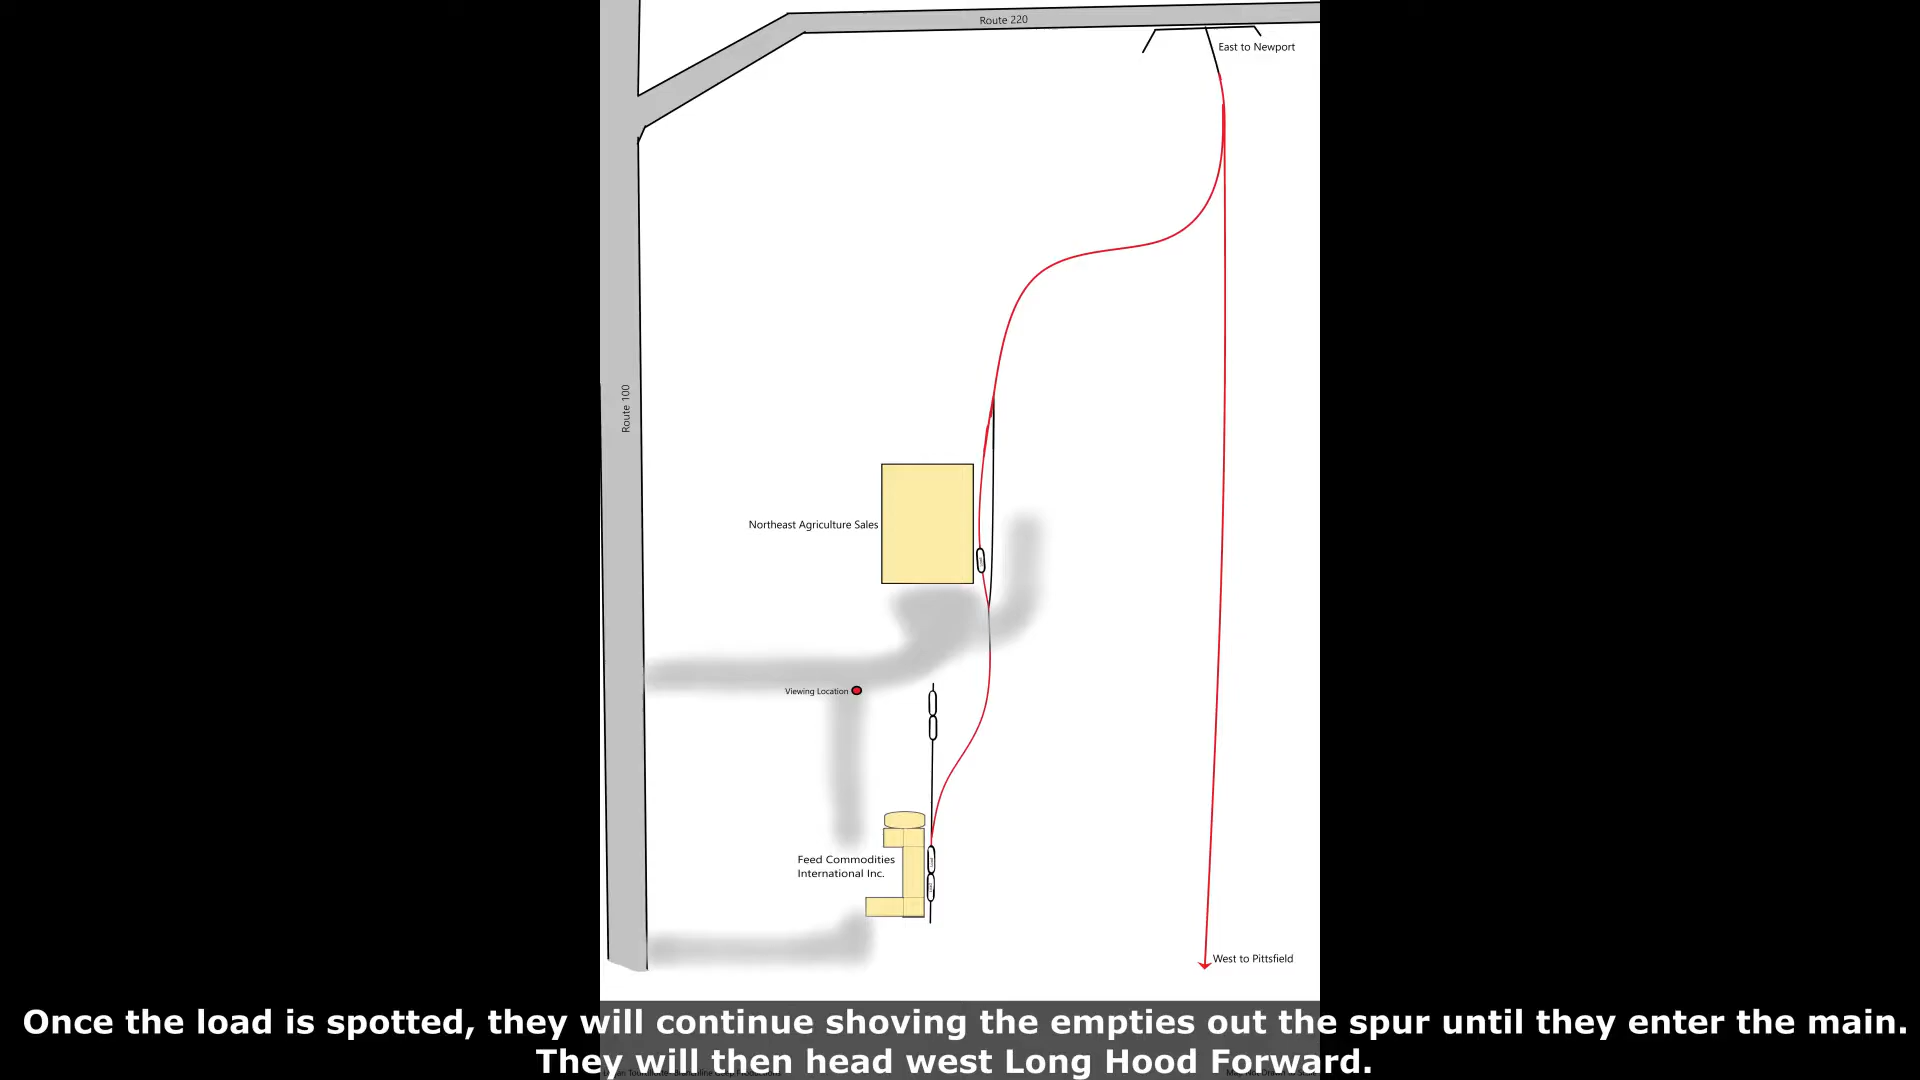 Route 220
East to Newport
Route 100
Northeast Agriculture Sales
Viewing Location
Feed Commodities
International Inc.
West to Pittsfield
Once the load is spotted, they will continue shoving the empties out the spur until they enter the main.
They will then head west Long Hood Forward.